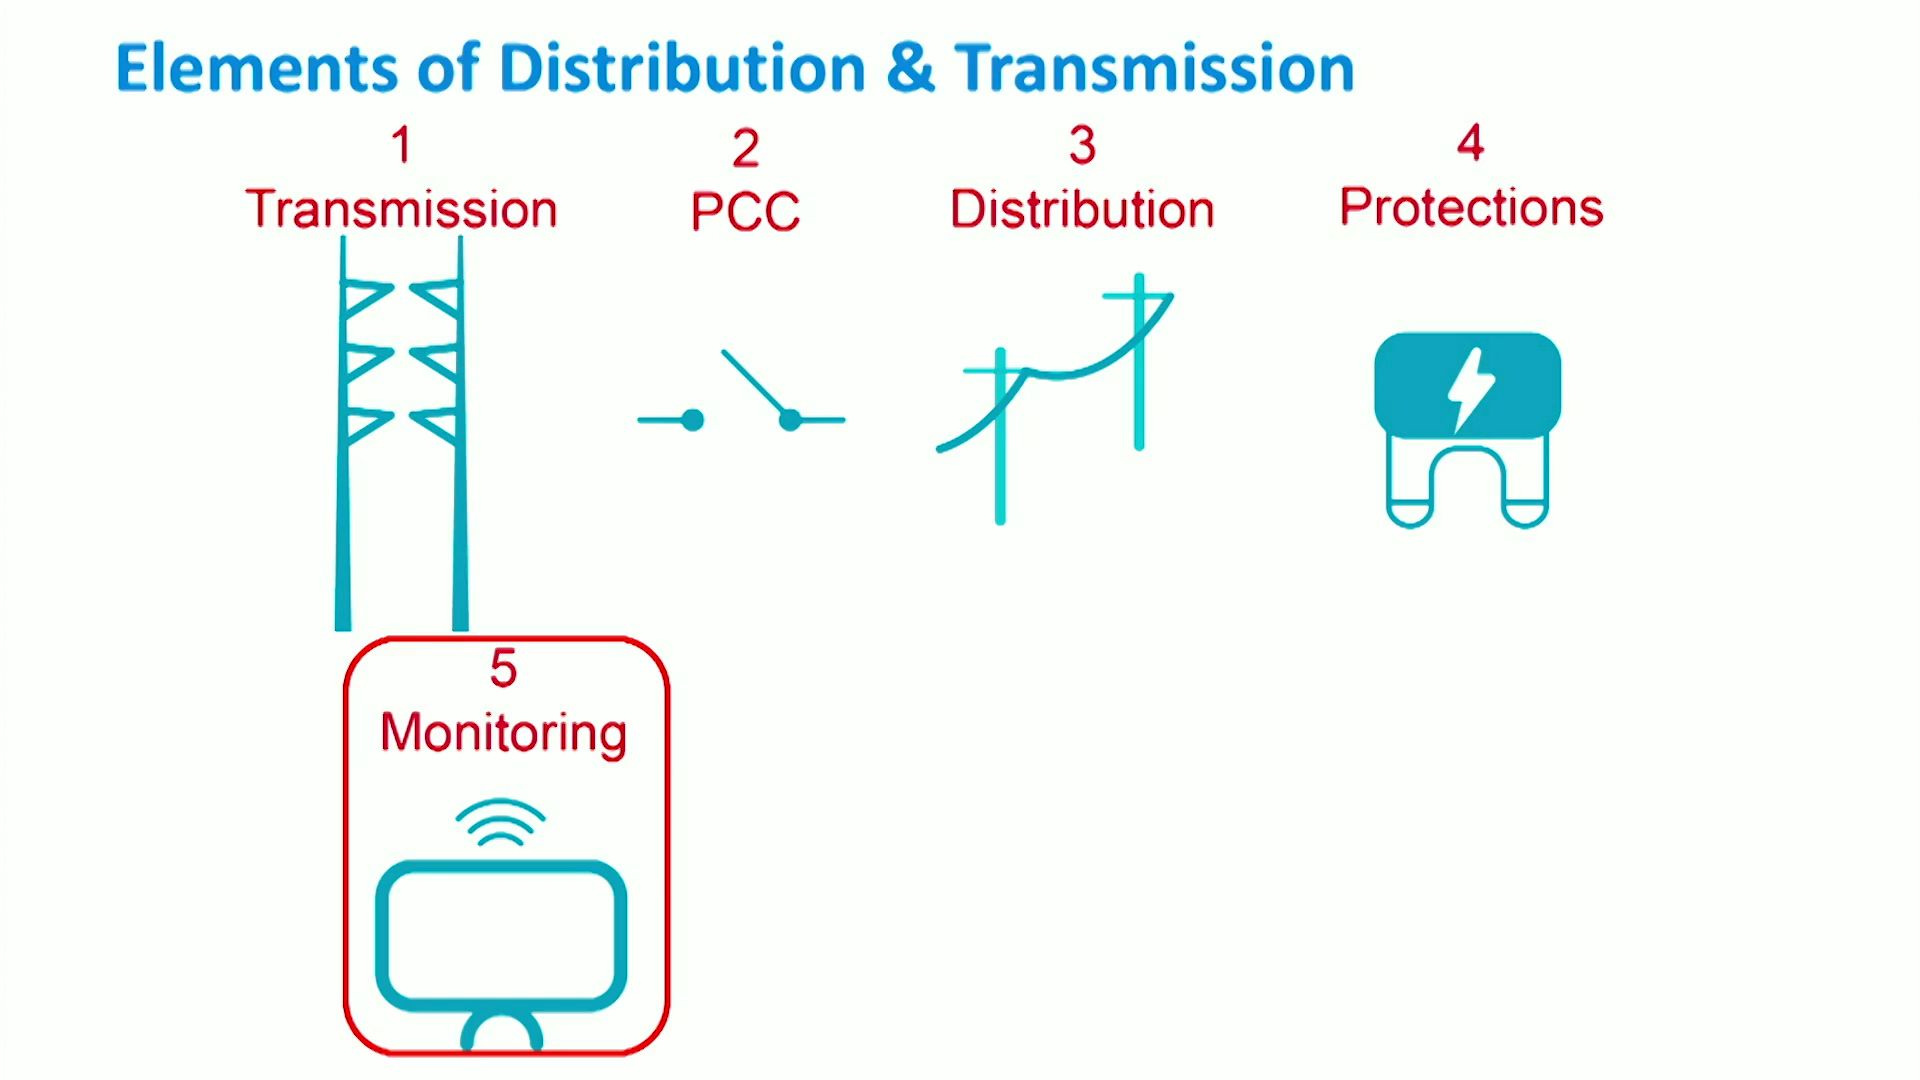 Elements of Distribution & Transmission
1
Transmission
2
PCC
3
Distribution
4
Protections
5
Monitoring